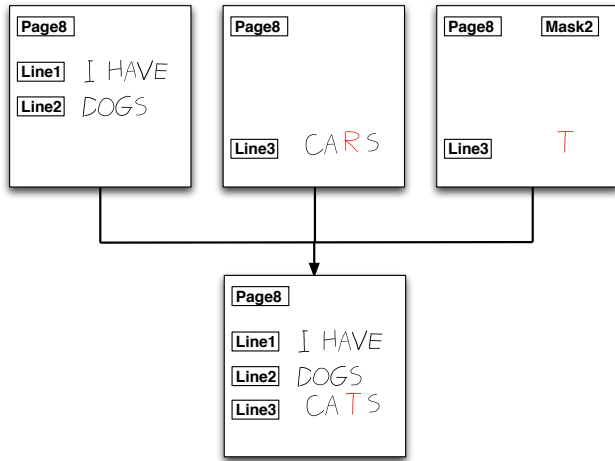 Page8
Line1 I HAVE
Line2 DOGS
Page8
Line3 CARS
Page8 Mask2
Line3 T
Page8
Line1 I HAVE
Line2 DOGS
Line3 CATS